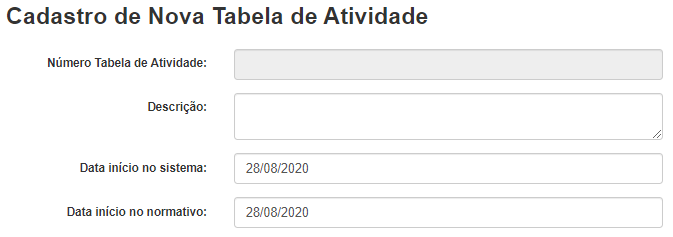 Cadastro de Nova Tabela de Atividade
Número Tabela de Atividade:
Descrição:
Data início no sistema: 28/08/2020
Data início no normativo: 28/08/2020